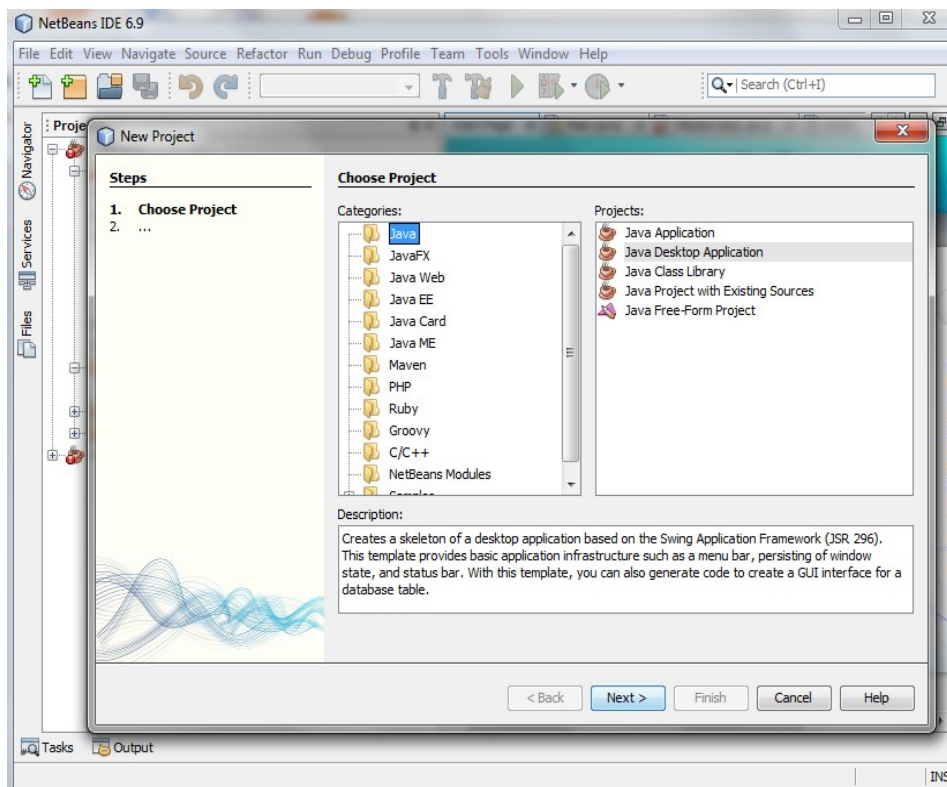 NetBeans IDE 6.9
File Edit View Navigate Source Refactor Run Debug Profile Team Tools Window Help
Search (Ctrl+I)
Navigator
Services
Files
Proje
New Project
Steps
1. Choose Project
2. ...
Choose Project
Categories:
Java
JavaFX
Java Web
Java EE
Java Card
Java ME
Maven
PHP
Ruby
Groovy
C/C++
NetBeans Modules
Projects:
Java Application
Java Desktop Application
Java Class Library
Java Project with Existing Sources
Java Free-Form Project
Description:
Creates a skeleton of a desktop application based on the Swing Application Framework (JSR 296).
This template provides basic application infrastructure such as a menu bar, persisting of window
state, and status bar. With this template, you can also generate code to create a GUI interface for a
database table.
< Back Next > Finish Cancel Help
Tasks Output
INS